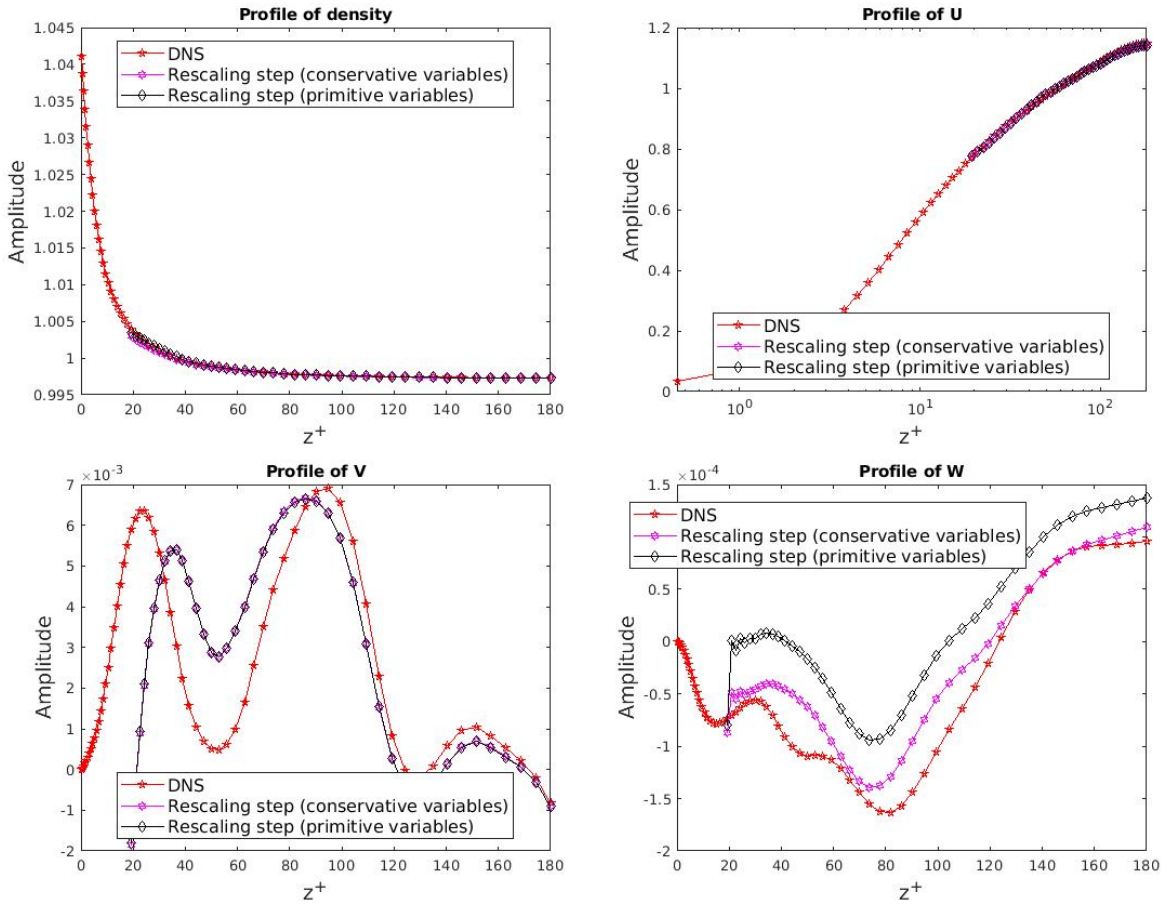 Profile of density
1.045
1.04
1.035
1.03
1.025
1.02
1.015
1.01
1.005
1
0.995
Amplitude
DNS
Rescaling step (conservative variables)
Rescaling step (primitive variables)
0 20 40 60 80 100 120 140 160 180
z⁺
Profile of U
1.2
1
0.8
0.6
0.4
0.2
0
Amplitude
DNS
Rescaling step (conservative variables)
Rescaling step (primitive variables)
10⁰ 10¹ 10²
z⁺
Profile of V
×10⁻³
7
6
5
4
3
2
1
0
-1
-2
Amplitude
DNS
Rescaling step (conservative variables)
Rescaling step (primitive variables)
0 20 40 60 80 100 120 140 160 180
z⁺
Profile of W
×10⁻⁴
1.5
1
0.5
0
-0.5
-1
-1.5
-2
Amplitude
DNS
Rescaling step (conservative variables)
Rescaling step (primitive variables)
0 20 40 60 80 100 120 140 160 180
z⁺